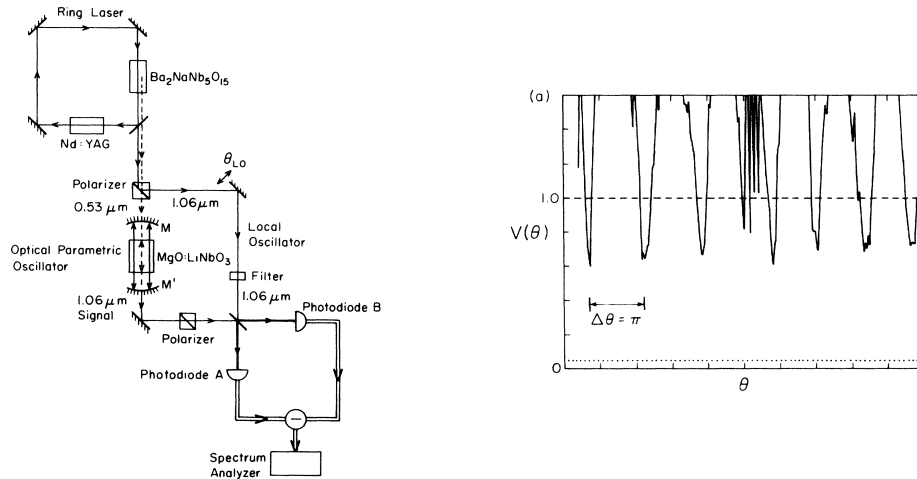 Ring Laser
Ba₂NaNb₅O₁₅
Nd:YAG
θ_LO
Polarizer
1.06 μm
0.53 μm
M
Local
Oscillator
Optical Parametric
Oscillator
MgO:LiNbO₃
M'
Filter
1.06 μm
1.06 μm
Signal
Photodiode B
Polarizer
Photodiode A
−
Spectrum
Analyzer
(a)
1.0
V(θ)
Δθ = π
0
θ